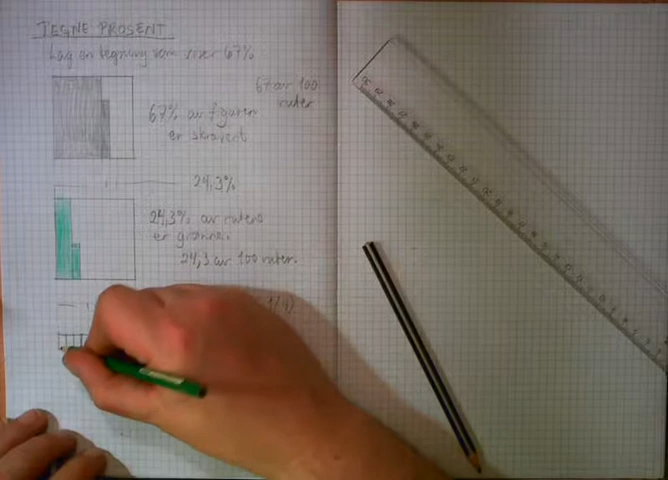 TEGNE PROSENT
Lag en tegning som viser 67%
67 av 100
ruter
67% av figuren
er skravert
24,3%
24,3% av rutene
er grønne.
24,3 av 100 ruter.